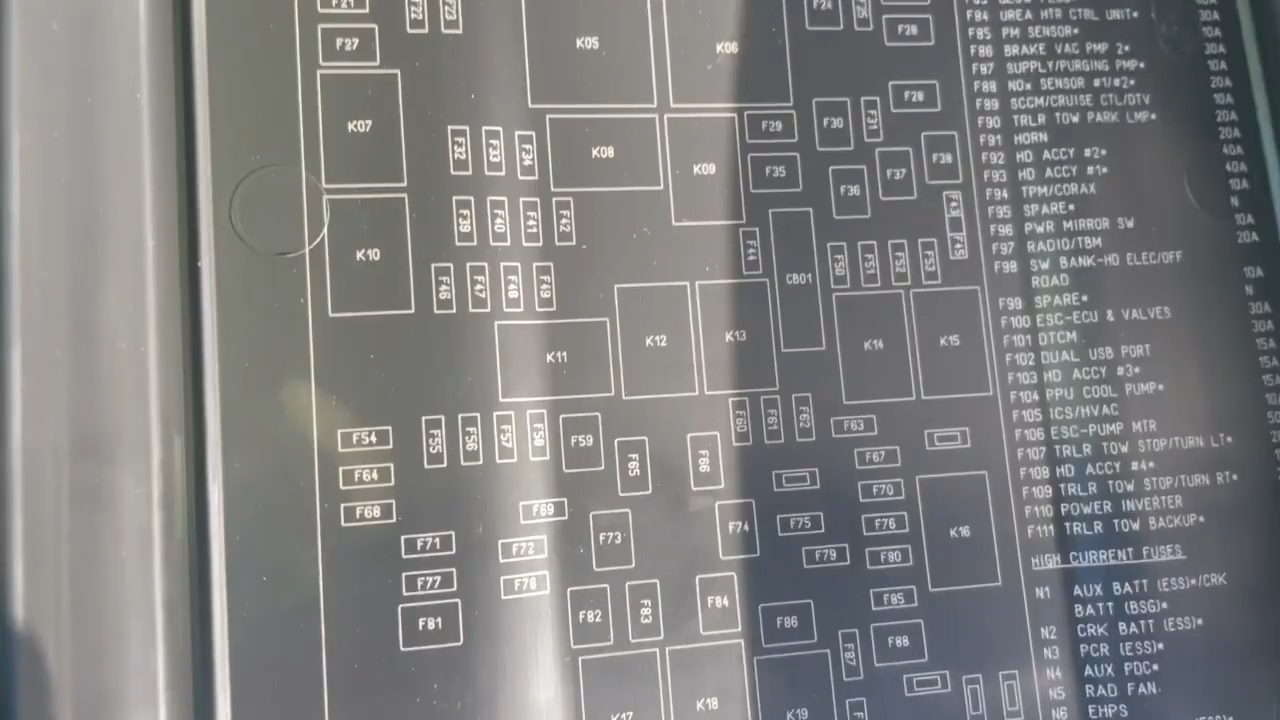 F21
F22
F23
F24
F25
F27
K05
K06
F29
K07
F32
F33
F34
K08
K09
F29
F30
F31
F28
F35
F36
F37
F38
K10
F39
F40
F41
F42
F43
F44
F45
F46
F47
F48
F49
CB01
F50
F51
F52
F53
K11
K12
K13
K14
K15
F54
F55
F56
F57
F58
F59
F60
F61
F62
F63
F64
F65
F66
F67
F68
F69
F70
F71
F72
F73
F74
F75
F76
K16
F77
F78
F79
F80
F81
F82
F83
F84
F85
F86
F87
F88
K17
K18
K19
F84 UREA HTR CTRL UNIT* 30A
F85 PM SENSOR* 10A
F86 BRAKE VAC PMP 2* 30A
F87 SUPPLY/PURGING PMP* 10A
F88 NOx SENSOR #1/#2* 20A
F89 SCCM/CRUISE CTL/DTV 10A
F90 TRLR TOW PARK LMP* 20A
F91 HORN 20A
F92 HD ACCY #2* 40A
F93 HD ACCY #1* 40A
F94 TPM/CORAX 10A
F95 SPARE* N
F96 PWR MIRROR SW 10A
F97 RADIO/TBM 20A
F98 SW BANK-HD ELEC/OFF
ROAD 10A
F99 SPARE* N
F100 ESC-ECU & VALVES 30A
F101 DTCM 30A
F102 DUAL USB PORT 15A
F103 HD ACCY #3* 15A
F104 PPU COOL PUMP*
F105 ICS/HVAC
F106 ESC-PUMP MTR
F107 TRLR TOW STOP/TURN LT*
F108 HD ACCY #4*
F109 TRLR TOW STOP/TURN RT*
F110 POWER INVERTER
F111 TRLR TOW BACKUP*
HIGH CURRENT FUSES
N1 AUX BATT (ESS)*/CRK
BATT (BSG)*
N2 CRK BATT (ESS)*
N3 PCR (ESS)*
N4 AUX PDC*
N5 RAD FAN
N6 EHPS